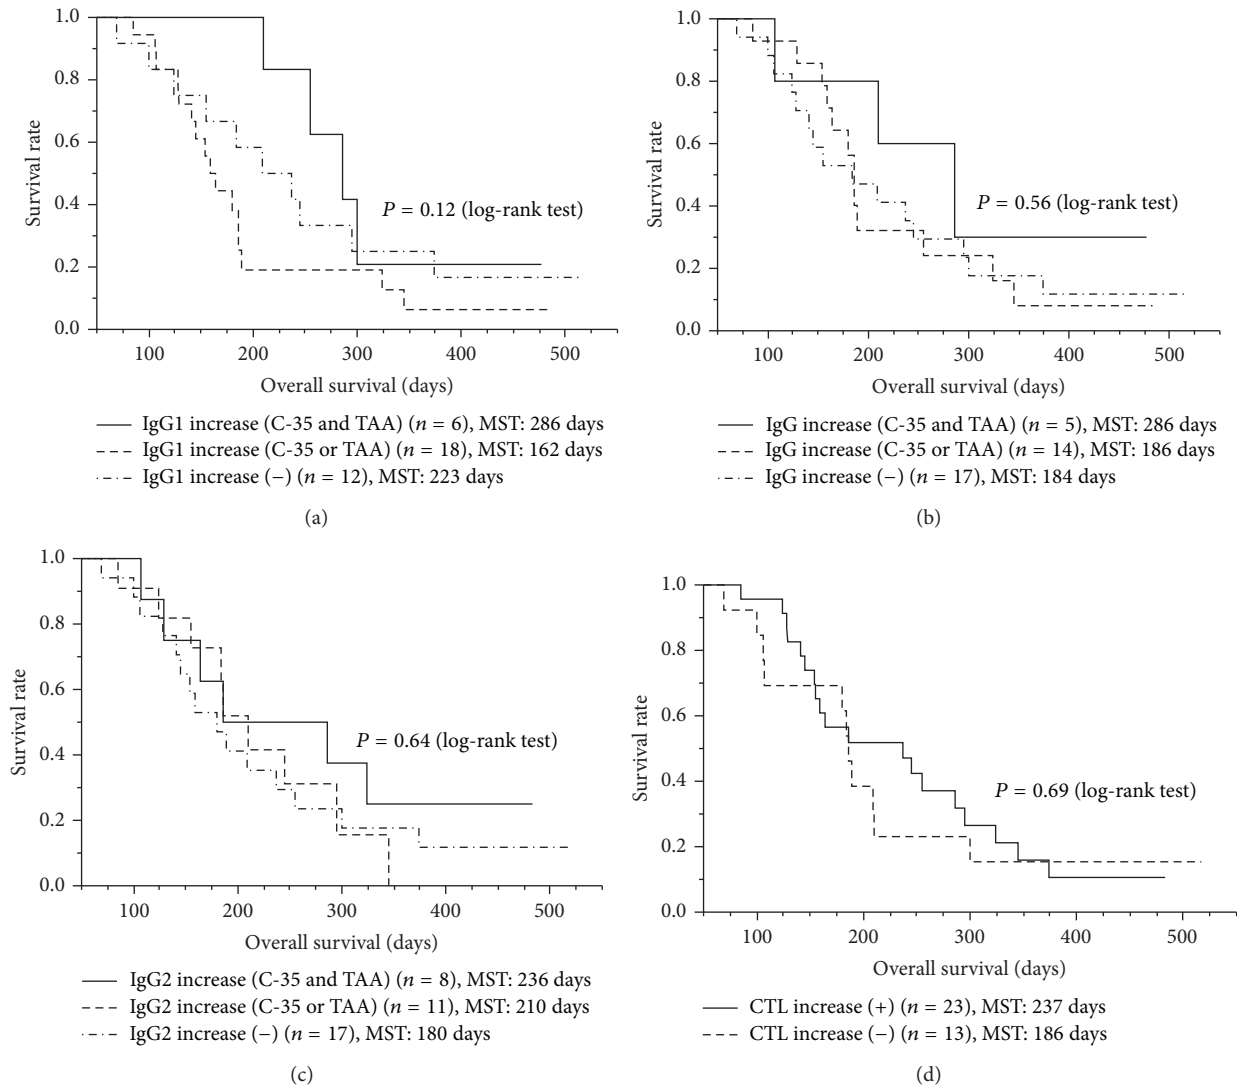 1.0
0.8
0.6
0.4
0.2
0.0
Survival rate
P = 0.12 (log-rank test)
100 200 300 400 500
Overall survival (days)
IgG1 increase (C-35 and TAA) (n = 6), MST: 286 days
IgG1 increase (C-35 or TAA) (n = 18), MST: 162 days
IgG1 increase (−) (n = 12), MST: 223 days
(a)
1.0
0.8
0.6
0.4
0.2
0.0
Survival rate
P = 0.56 (log-rank test)
100 200 300 400 500
Overall survival (days)
IgG increase (C-35 and TAA) (n = 5), MST: 286 days
IgG increase (C-35 or TAA) (n = 14), MST: 186 days
IgG increase (−) (n = 17), MST: 184 days
(b)
1.0
0.8
0.6
0.4
0.2
0.0
Survival rate
P = 0.64 (log-rank test)
100 200 300 400 500
Overall survival (days)
IgG2 increase (C-35 and TAA) (n = 8), MST: 236 days
IgG2 increase (C-35 or TAA) (n = 11), MST: 210 days
IgG2 increase (−) (n = 17), MST: 180 days
(c)
1.0
0.8
0.6
0.4
0.2
0.0
Survival rate
P = 0.69 (log-rank test)
100 200 300 400 500
Overall survival (days)
CTL increase (+) (n = 23), MST: 237 days
CTL increase (−) (n = 13), MST: 186 days
(d)